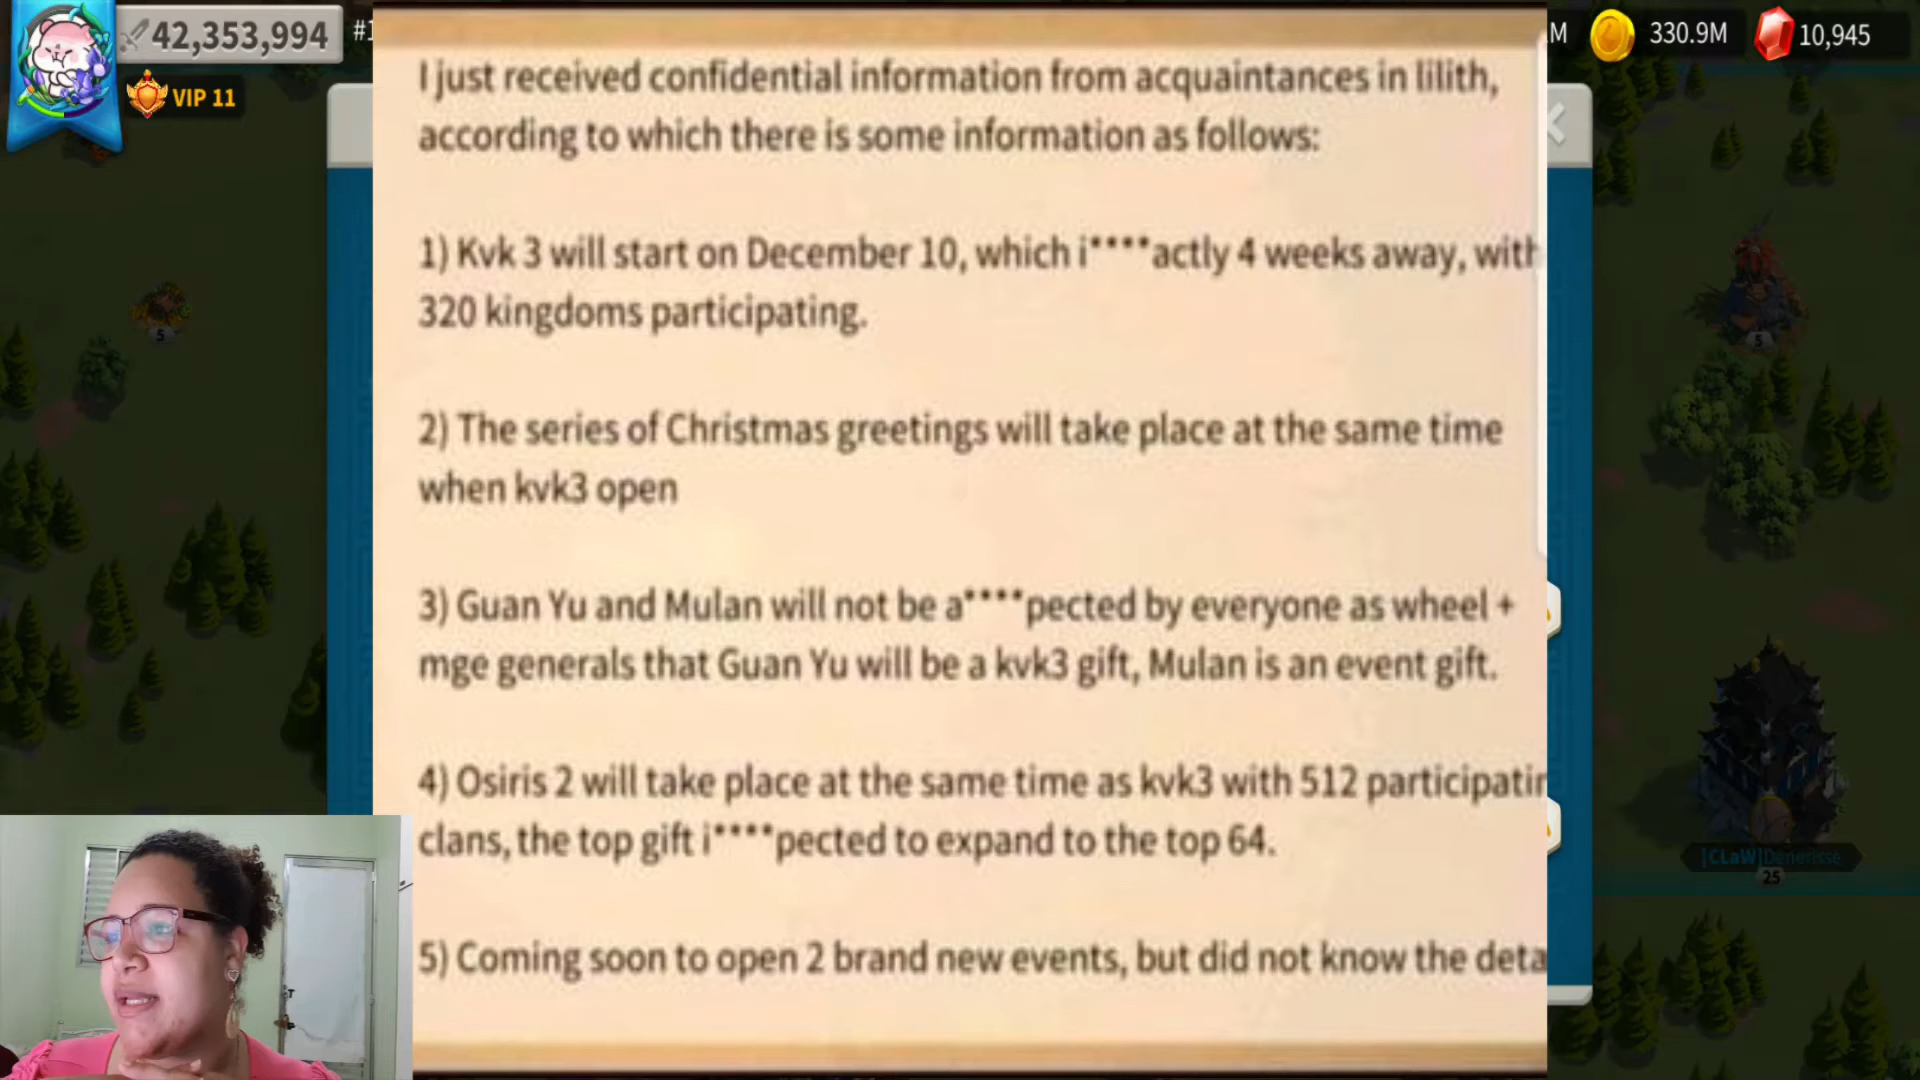 42,353,994
#1
M
330.9M
10,945
VIP 11
I just received confidential information from acquaintances in lilith,
according to which there is some information as follows:
1) Kvk 3 will start on December 10, which i****actly 4 weeks away, with
320 kingdoms participating.
2) The series of Christmas greetings will take place at the same time
when kvk3 open
3) Guan Yu and Mulan will not be a****pected by everyone as wheel +
mge generals that Guan Yu will be a kvk3 gift, Mulan is an event gift.
4) Osiris 2 will take place at the same time as kvk3 with 512 participatin
clans, the top gift i****pected to expand to the top 64.
5) Coming soon to open 2 brand new events, but did not know the deta
5
5
[CLaW]Denerisse
25